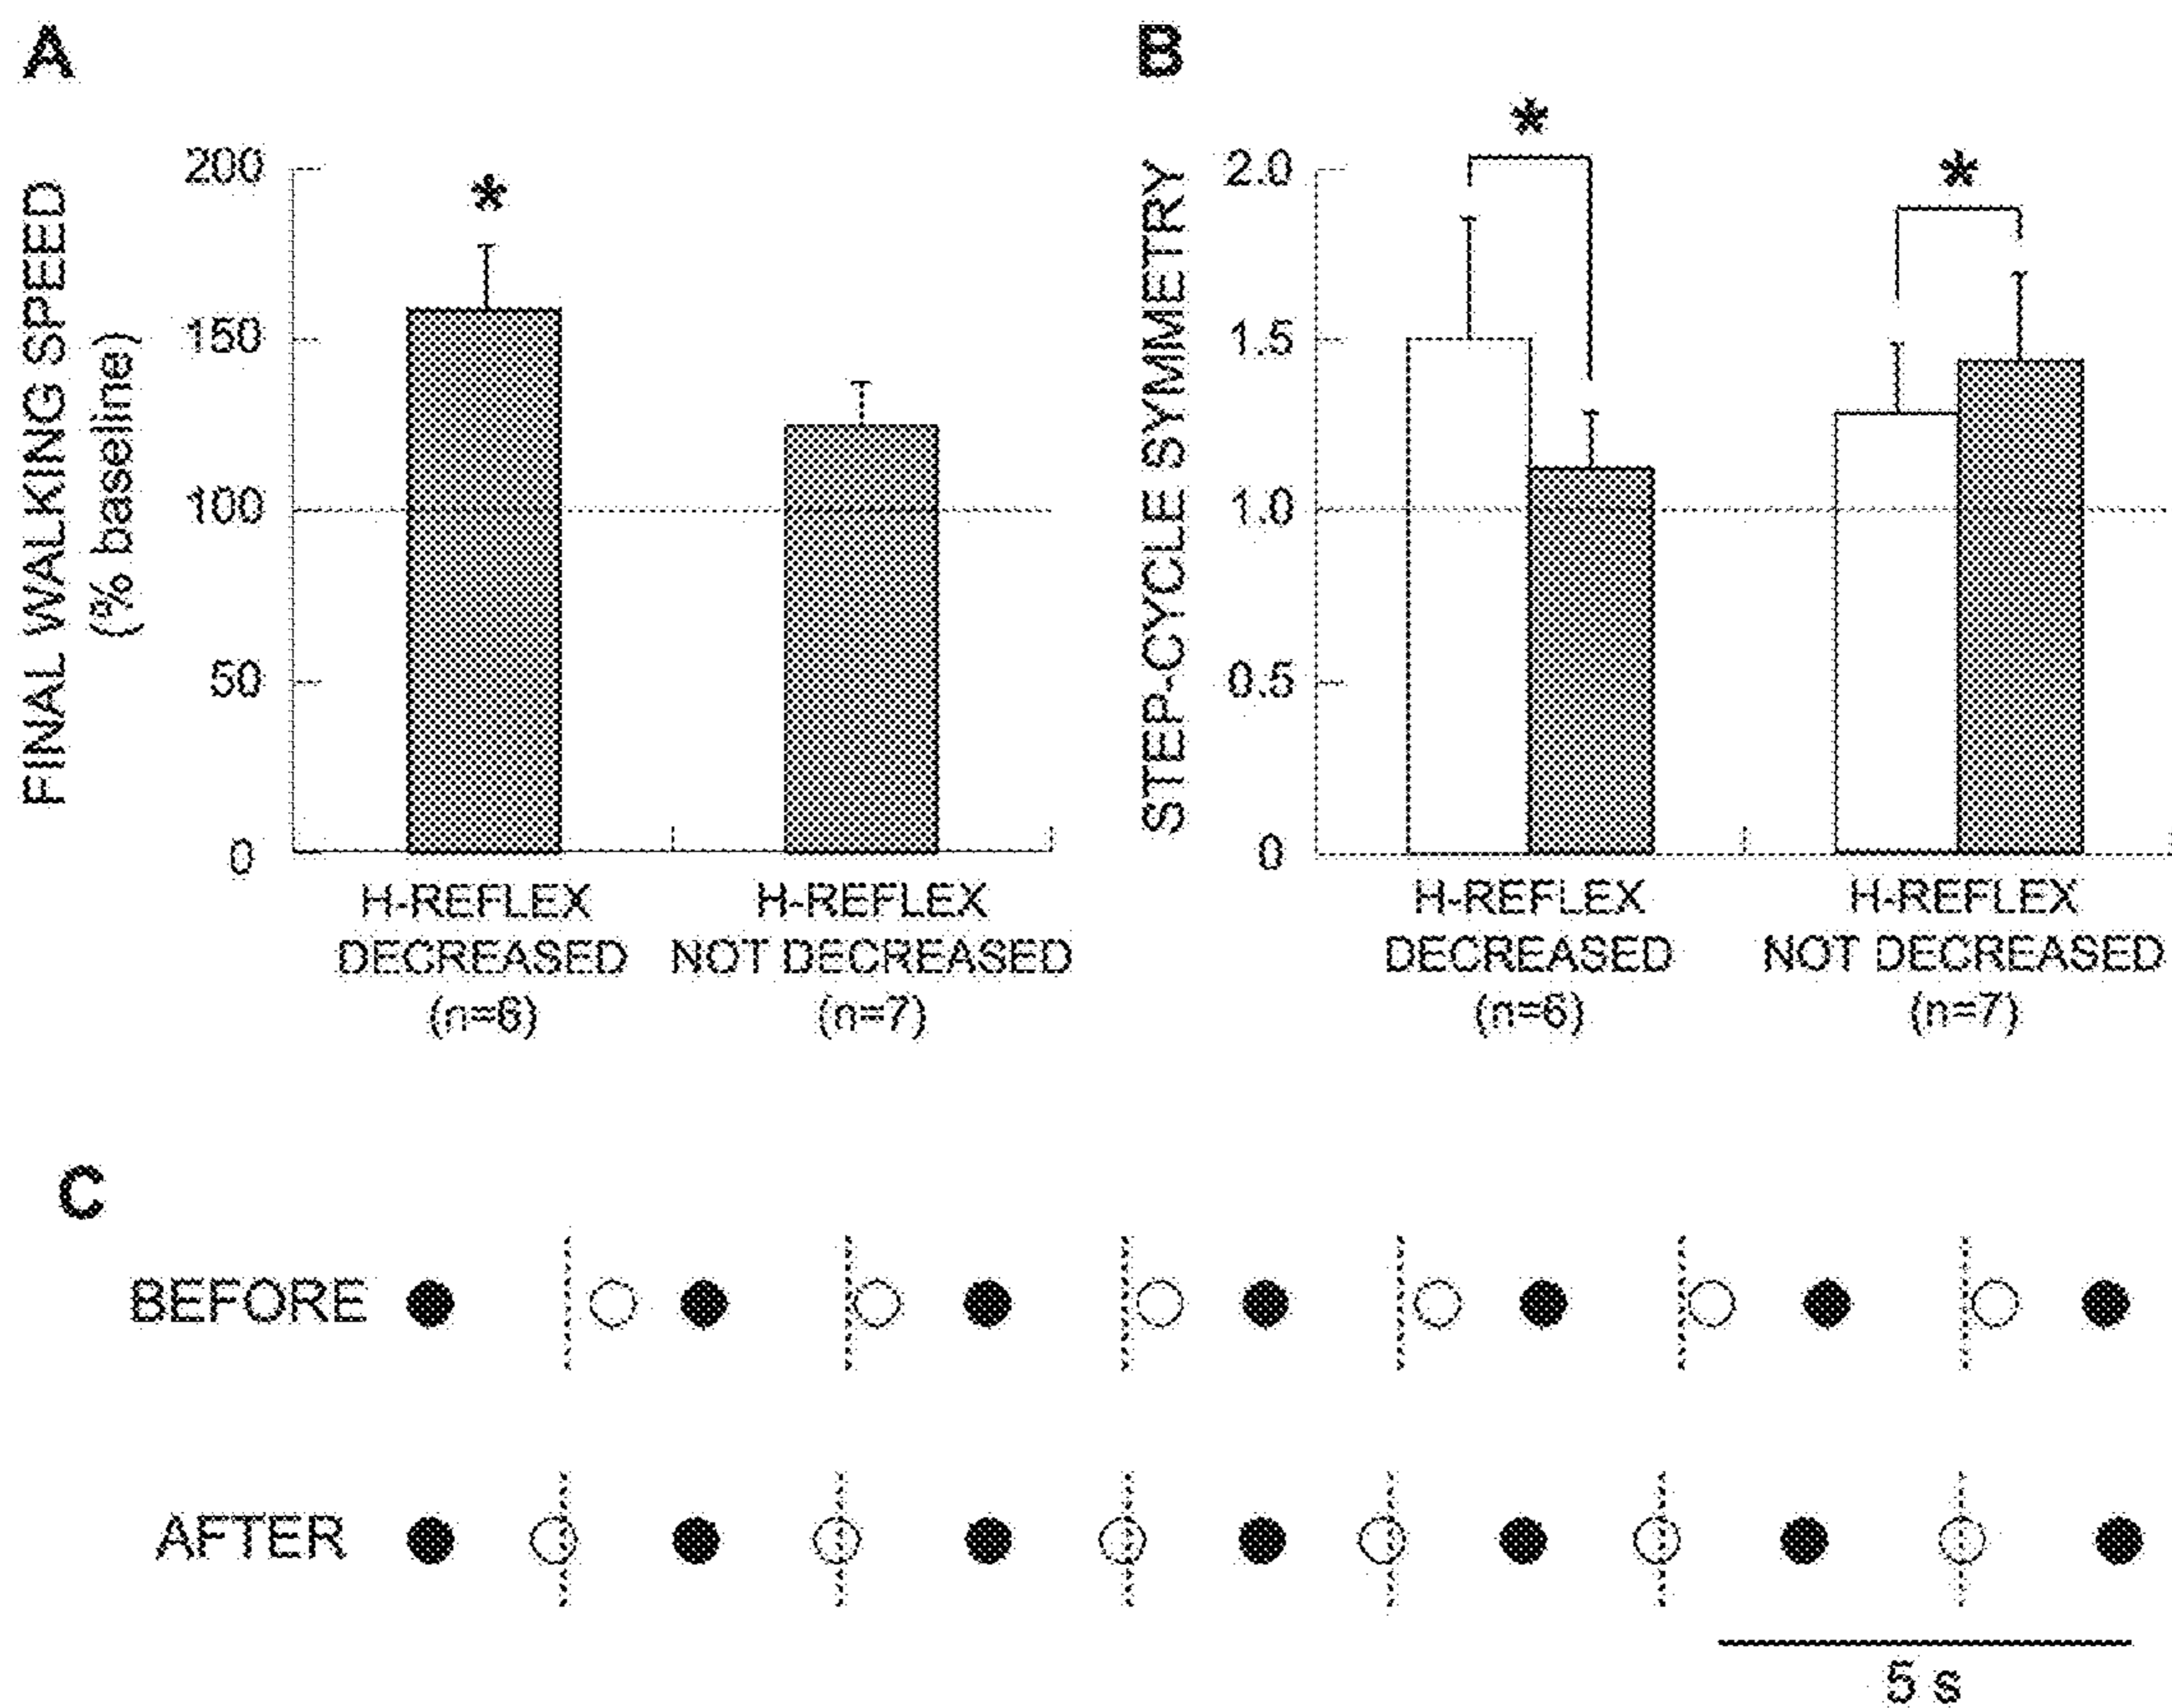 A
FINAL WALKING SPEED
(% baseline)
200
150
100
50
0
*
H-REFLEX
DECREASED
(n=6)
H-REFLEX
NOT DECREASED
(n=7)
B
STEP-CYCLE SYMMETRY
2.0
1.5
1.0
0.5
0
*
*
H-REFLEX
DECREASED
(n=6)
H-REFLEX
NOT DECREASED
(n=7)
C
BEFORE
AFTER
5 s